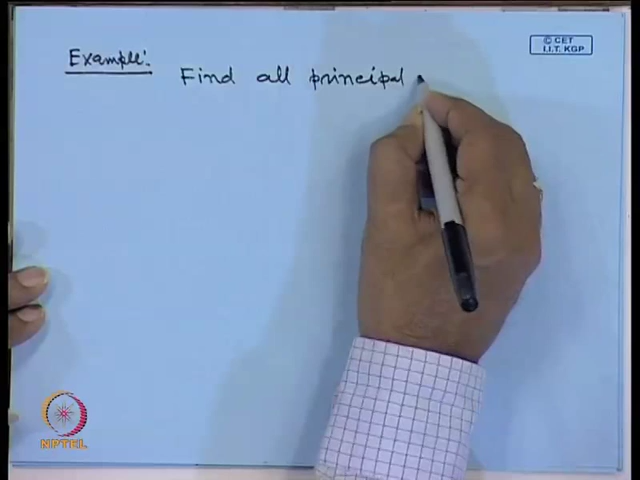 Example:
Find all principal
© CET
I.I.T. KGP
NPTEL